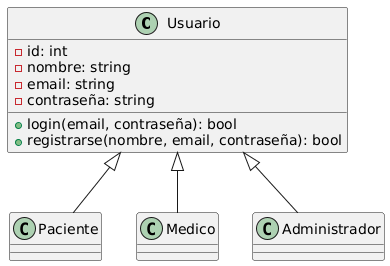 C Usuario
id: int
nombre: string
email: string
contraseña: string
login(email, contraseña): bool
registrarse(nombre, email, contraseña): bool
C Paciente
C Medico
C Administrador